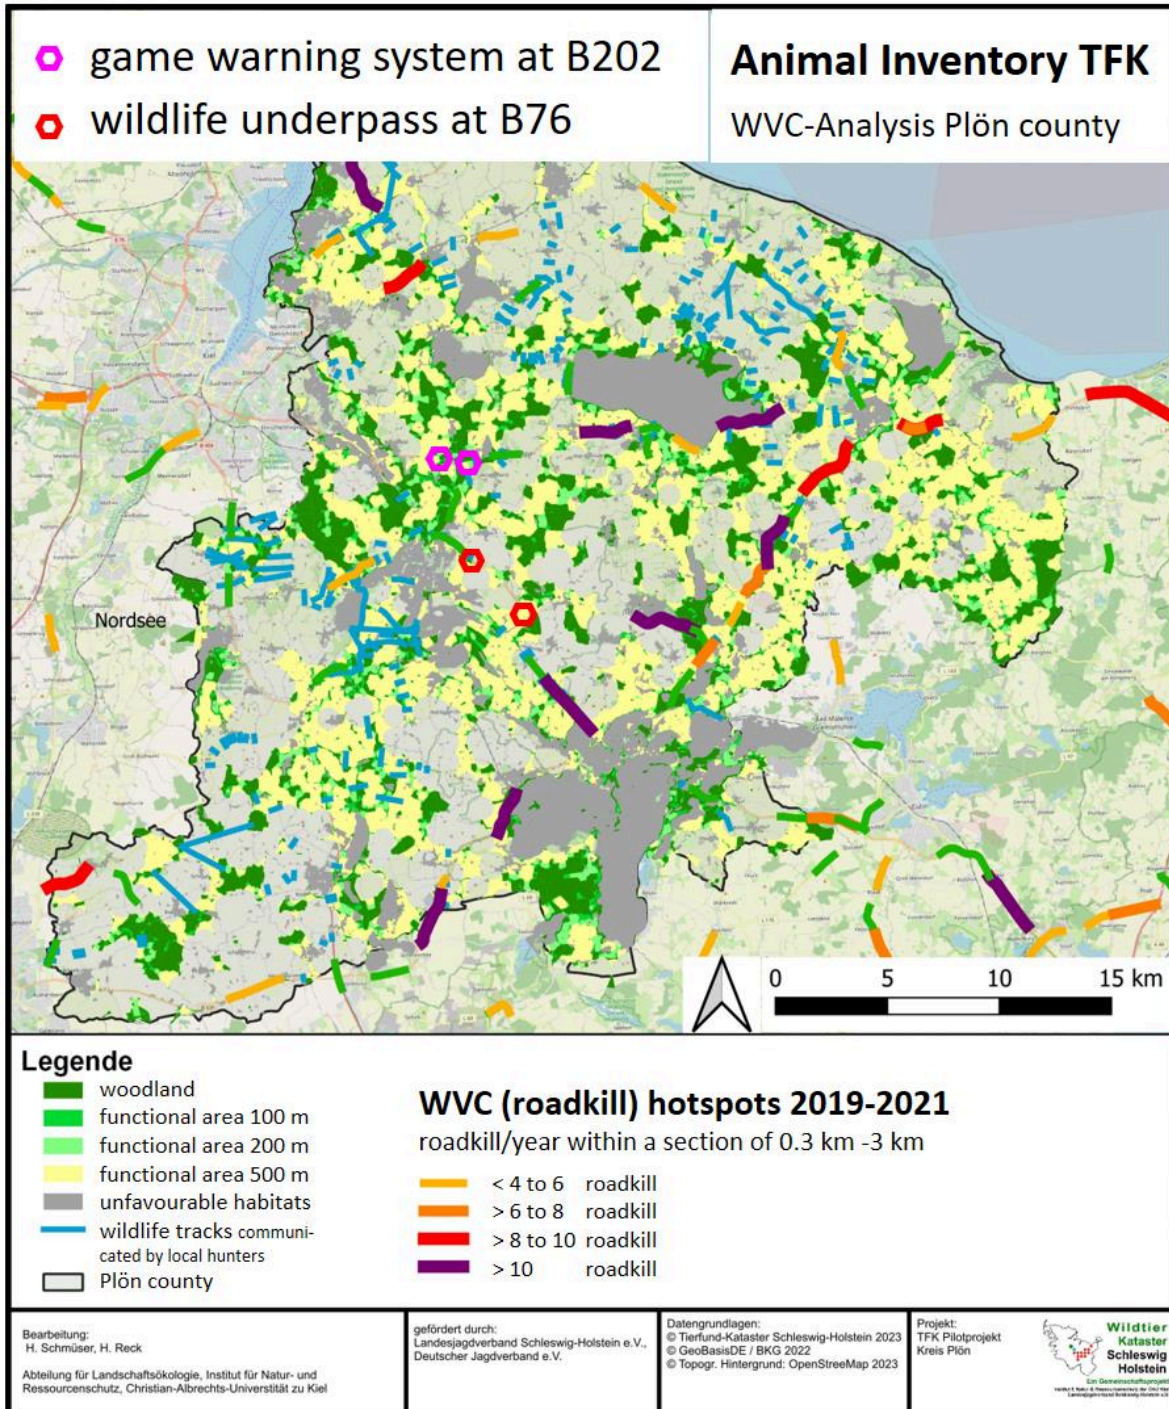 game warning system at B202
wildlife underpass at B76
Animal Inventory TFK
WVC-Analysis Plön county
Kiel
Nordsee
Eutin
0 5 10 15 km
Legende
woodland
functional area 100 m
functional area 200 m
functional area 500 m
unfavourable habitats
wildlife tracks communi-
cated by local hunters
Plön county
WVC (roadkill) hotspots 2019-2021
roadkill/year within a section of 0.3 km -3 km
< 4 to 6 roadkill
> 6 to 8 roadkill
> 8 to 10 roadkill
> 10 roadkill
Bearbeitung:
H. Schmüser, H. Reck
Abteilung für Landschaftsökologie, Institut für Natur- und
Ressourcenschutz, Christian-Albrechts-Universtität zu Kiel
gefördert durch:
Landesjagdverband Schleswig-Holstein e.V.,
Deutscher Jagdverband e.V.
Datengrundlagen:
© Tierfund-Kataster Schleswig-Holstein 2023
© GeoBasisDE / BKG 2022
© Topogr. Hintergrund: OpenStreeMap 2023
Projekt:
TFK Pilotprojekt
Kreis Plön
Wildtier
Kataster
Schleswig
Holstein
Ein Gemeinschaftsprojekt